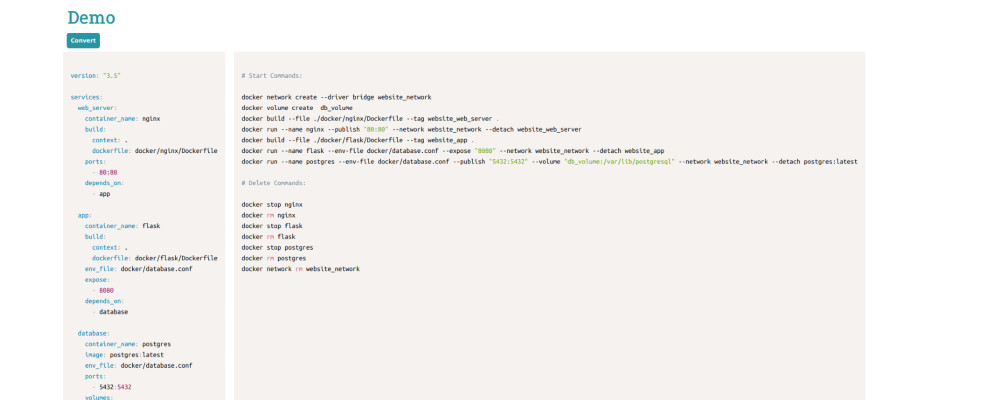 Demo
Convert
version: "3.5"
services:
web_server:
container_name: nginx
build:
context: .
dockerfile: docker/nginx/Dockerfile
ports:
- 80:80
depends_on:
- app
app:
container_name: flask
build:
context: .
dockerfile: docker/flask/Dockerfile
env_file: docker/database.conf
expose:
- 8080
depends_on:
- database
database:
container_name: postgres
image: postgres:latest
env_file: docker/database.conf
ports:
- 5432:5432
volumes:
# Start Commands:
docker network create --driver bridge website_network
docker volume create  db_volume
docker build --file ./docker/nginx/Dockerfile --tag website_web_server .
docker run --name nginx --publish "80:80" --network website_network --detach website_web_server
docker build --file ./docker/flask/Dockerfile --tag website_app .
docker run --name flask --env-file docker/database.conf --expose "8080" --network website_network --detach website_app
docker run --name postgres --env-file docker/database.conf --publish "5432:5432" --volume "db_volume:/var/lib/postgresql" --network website_network --detach postgres:latest
# Delete Commands:
docker stop nginx
docker rm nginx
docker stop flask
docker rm flask
docker stop postgres
docker rm postgres
docker network rm website_network